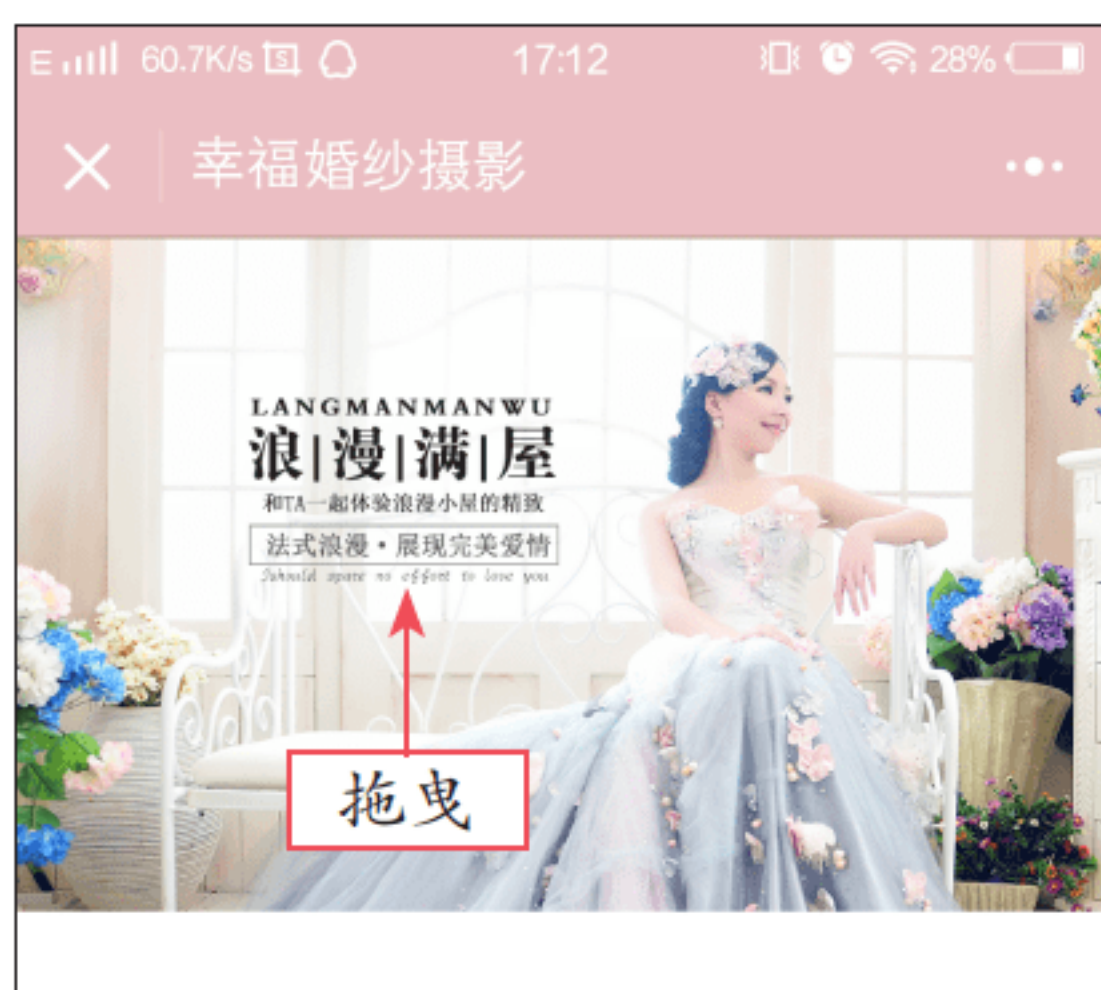 E 60.7K/s 17:12 28%
幸福婚纱摄影
LANGMANMANWU
浪|漫|满|屋
和TA一起体验浪漫小屋的精致
法式浪漫·展现完美爱情
Ishould spare no effort to love you
拖曳